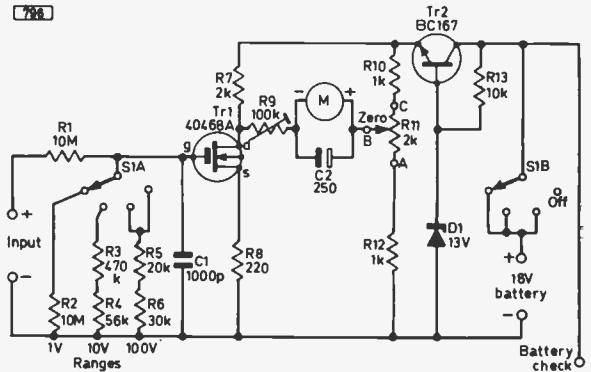 796
Tr2
BC167
R7
2k
R10
1k
R13
10k
Tr1
40468A
R9
100k
- M +
Zero
C
R11
2k
B
A
R1
10M
S1A
g
d
s
C2
250
S1B
Off
+
Input
-
R3
470
k
R5
20k
C1
1000p
R8
220
R12
1k
D1
13V
+
18V
battery
-
R2
10M
R4
56k
R6
30k
1V
10V
100V
Ranges
Battery
check